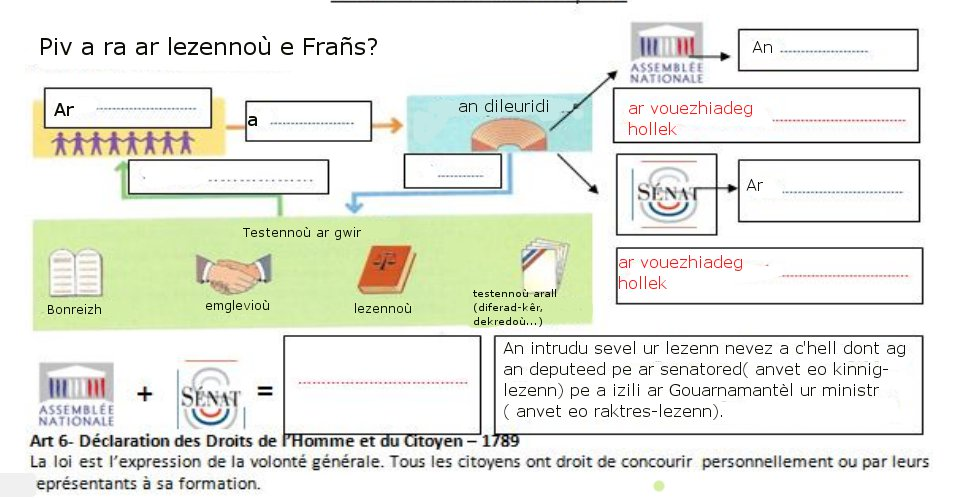 Piv a ra ar lezennoù e Frañs?
ASSEMBLÉE
NATIONALE
An ....................
Ar ....................
a ....................
an dileuridi
ar vouezhiadeg
hollek ....................
....................
....................
SÉNAT
Ar ....................
Testennoù ar gwir
ar vouezhiadeg
hollek ....................
Bonreizh
emglevioù
lezennoù
testennoù arall
(diferad-kêr,
dekredoù...)
ASSEMBLÉE
NATIONALE
+
SÉNAT
=
....................
An intrudu sevel ur lezenn nevez a c'hell dont ag
an deputeed pe ar senatored( anvet eo kinnig-
lezenn) pe a izili ar Gouarnamantèl ur ministr
( anvet eo raktres-lezenn).
Art 6- Déclaration des Droits de l'Homme et du Citoyen – 1789
La loi est l'expression de la volonté générale. Tous les citoyens ont droit de concourir personnellement ou par leurs
représentants à sa formation.